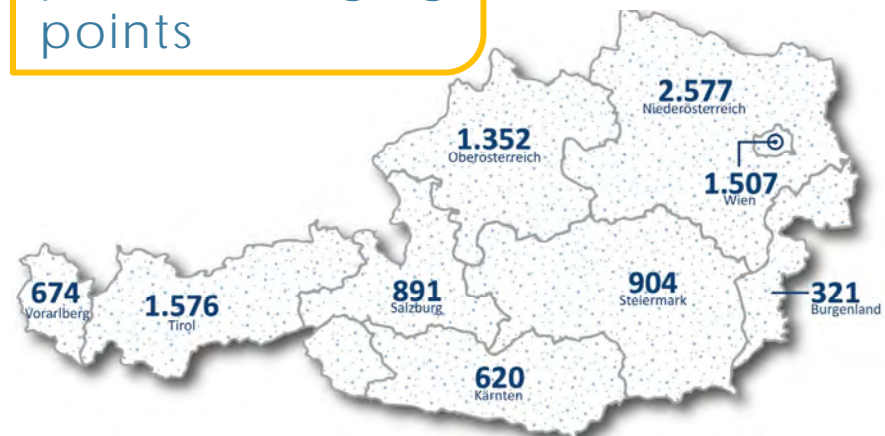 points
2.577
Niederösterreich
1.352
Oberösterreich
1.507
Wien
674
Vorarlberg
1.576
Tirol
891
Salzburg
904
Steiermark
321
Burgenland
620
Kärnten